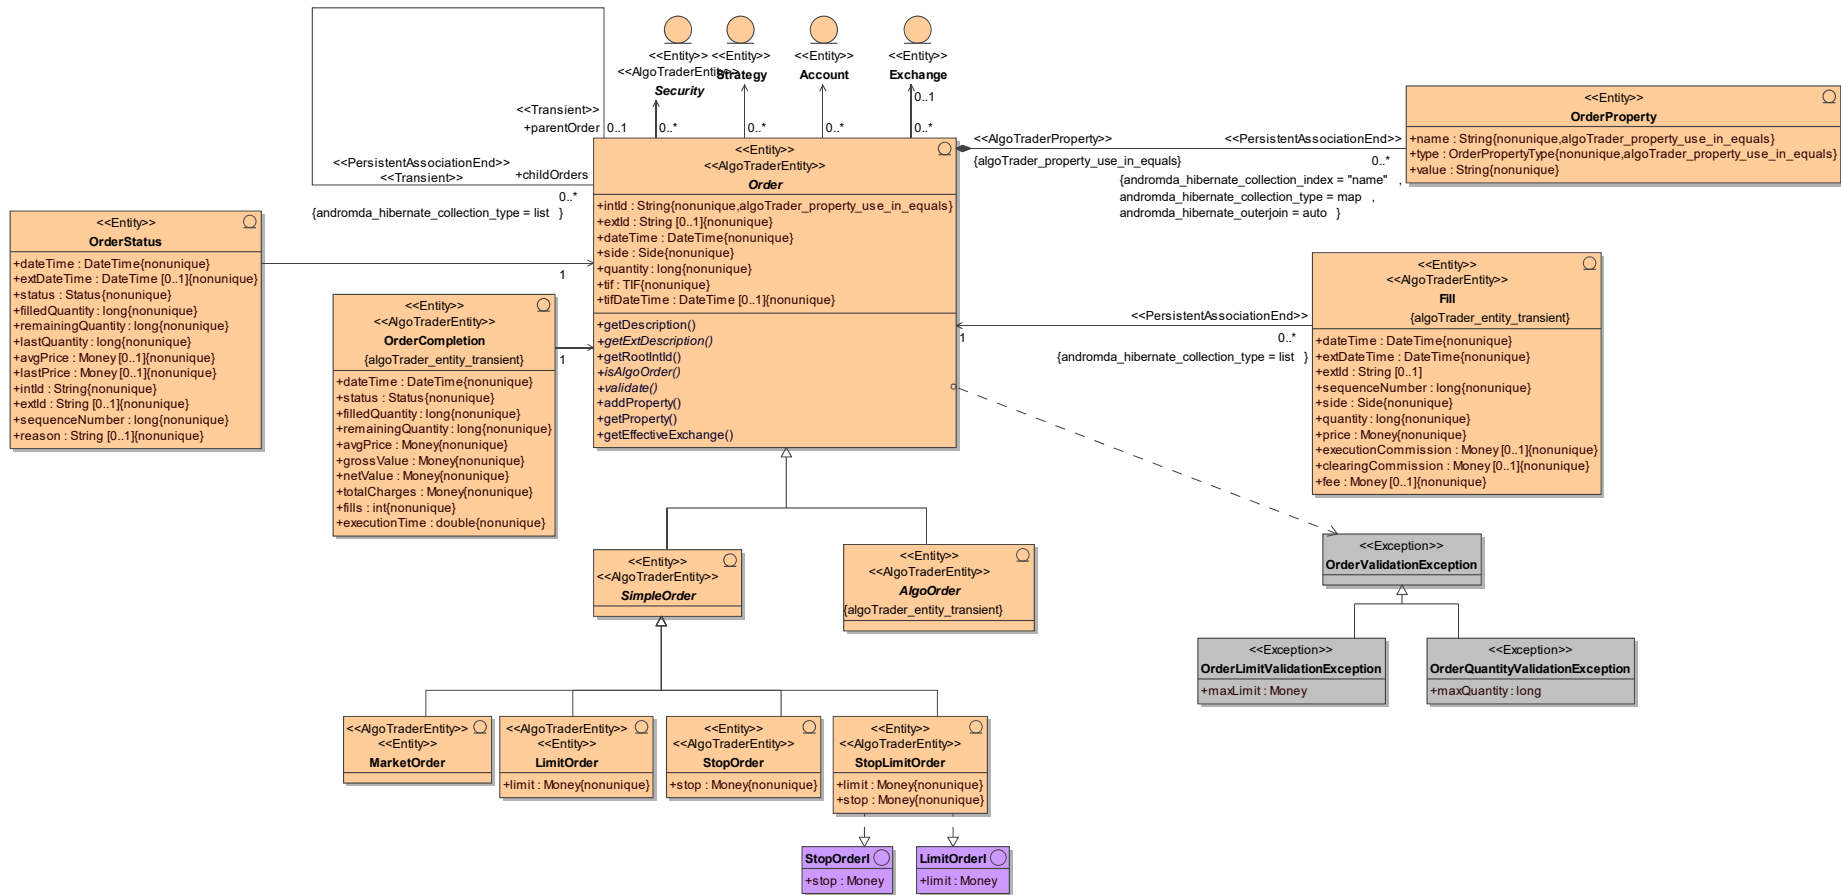 <<Entity>>
<<AlgoTraderEntity>>
Security
<<Entity>>
Strategy
<<Entity>>
Account
<<Entity>>
Exchange
0..1
<<Transient>>
+parentOrder
0..1
0..*
0..*
0..*
0..*
<<PersistentAssociationEnd>>
<<Transient>>
+childOrders
0..*
{andromda_hibernate_collection_type = list }
<<Entity>>
<<AlgoTraderEntity>>
Order
+intId : String{nonunique,algoTrader_property_use_in_equals}
+extId : String [0..1]{nonunique}
+dateTime : DateTime{nonunique}
+side : Side{nonunique}
+quantity : long{nonunique}
+tif : TIF{nonunique}
+tifDateTime : DateTime [0..1]{nonunique}
+getDescription()
+getExtDescription()
+getRootIntId()
+isAlgoOrder()
+validate()
+addProperty()
+getProperty()
+getEffectiveExchange()
<<AlgoTraderProperty>>
{algoTrader_property_use_in_equals}
<<PersistentAssociationEnd>>
0..*
{andromda_hibernate_collection_index = "name" ,
andromda_hibernate_collection_type = map ,
andromda_hibernate_outerjoin = auto }
<<Entity>>
OrderProperty
+name : String{nonunique,algoTrader_property_use_in_equals}
+type : OrderPropertyType{nonunique,algoTrader_property_use_in_equals}
+value : String{nonunique}
<<Entity>>
OrderStatus
+dateTime : DateTime{nonunique}
+extDateTime : DateTime [0..1]{nonunique}
+status : Status{nonunique}
+filledQuantity : long{nonunique}
+remainingQuantity : long{nonunique}
+lastQuantity : long{nonunique}
+avgPrice : Money [0..1]{nonunique}
+lastPrice : Money [0..1]{nonunique}
+intId : String{nonunique}
+extId : String [0..1]{nonunique}
+sequenceNumber : long{nonunique}
+reason : String [0..1]{nonunique}
1
<<Entity>>
<<AlgoTraderEntity>>
OrderCompletion
{algoTrader_entity_transient}
+dateTime : DateTime{nonunique}
+status : Status{nonunique}
+filledQuantity : long{nonunique}
+remainingQuantity : long{nonunique}
+avgPrice : Money{nonunique}
+grossValue : Money{nonunique}
+netValue : Money{nonunique}
+totalCharges : Money{nonunique}
+fills : int{nonunique}
+executionTime : double{nonunique}
1
<<PersistentAssociationEnd>>
1
0..*
{andromda_hibernate_collection_type = list }
<<Entity>>
<<AlgoTraderEntity>>
Fill
{algoTrader_entity_transient}
+dateTime : DateTime{nonunique}
+extDateTime : DateTime{nonunique}
+extId : String [0..1]
+sequenceNumber : long{nonunique}
+side : Side{nonunique}
+quantity : long{nonunique}
+price : Money{nonunique}
+executionCommission : Money [0..1]{nonunique}
+clearingCommission : Money [0..1]{nonunique}
+fee : Money [0..1]{nonunique}
<<Entity>>
<<AlgoTraderEntity>>
SimpleOrder
<<Entity>>
<<AlgoTraderEntity>>
AlgoOrder
{algoTrader_entity_transient}
<<Exception>>
OrderValidationException
<<Exception>>
OrderLimitValidationException
+maxLimit : Money
<<Exception>>
OrderQuantityValidationException
+maxQuantity : long
<<AlgoTraderEntity>>
<<Entity>>
MarketOrder
<<AlgoTraderEntity>>
<<Entity>>
LimitOrder
+limit : Money{nonunique}
<<Entity>>
<<AlgoTraderEntity>>
StopOrder
+stop : Money{nonunique}
<<Entity>>
<<AlgoTraderEntity>>
StopLimitOrder
+limit : Money{nonunique}
+stop : Money{nonunique}
StopOrderI
+stop : Money
LimitOrderI
+limit : Money